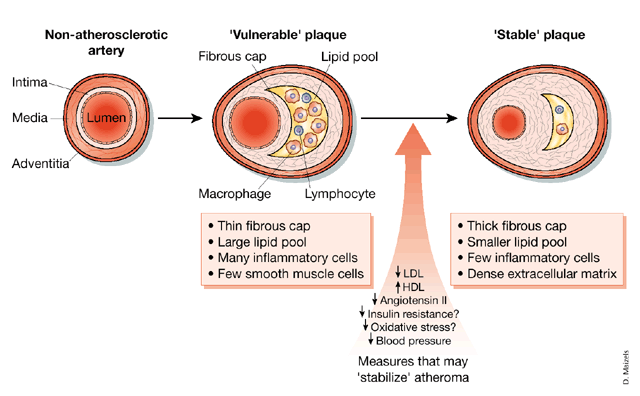 Non-atherosclerotic
artery
'Vulnerable' plaque
'Stable' plaque
Fibrous cap
Lipid pool
Intima
Media
Lumen
Adventitia
Macrophage
Lymphocyte
• Thin fibrous cap
• Large lipid pool
• Many inflammatory cells
• Few smooth muscle cells
• Thick fibrous cap
• Smaller lipid pool
• Few inflammatory cells
• Dense extracellular matrix
↓ LDL
↑ HDL
↓ Angiotensin II
↓ Insulin resistance?
↓ Oxidative stress?
↓ Blood pressure
Measures that may
'stabilize' atheroma
D. Meizels